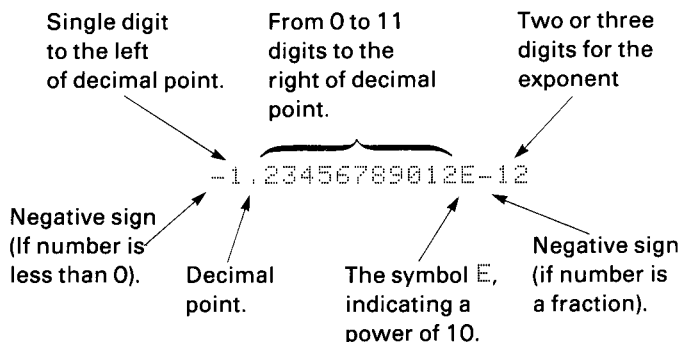 Single digit
to the left
of decimal point.
From 0 to 11
digits to the
right of decimal
point.
Two or three
digits for the
exponent
-1.23456789012E-12
Negative sign
(If number is
less than 0).
Decimal
point.
The symbol E,
indicating a
power of 10.
Negative sign
(if number is
a fraction).